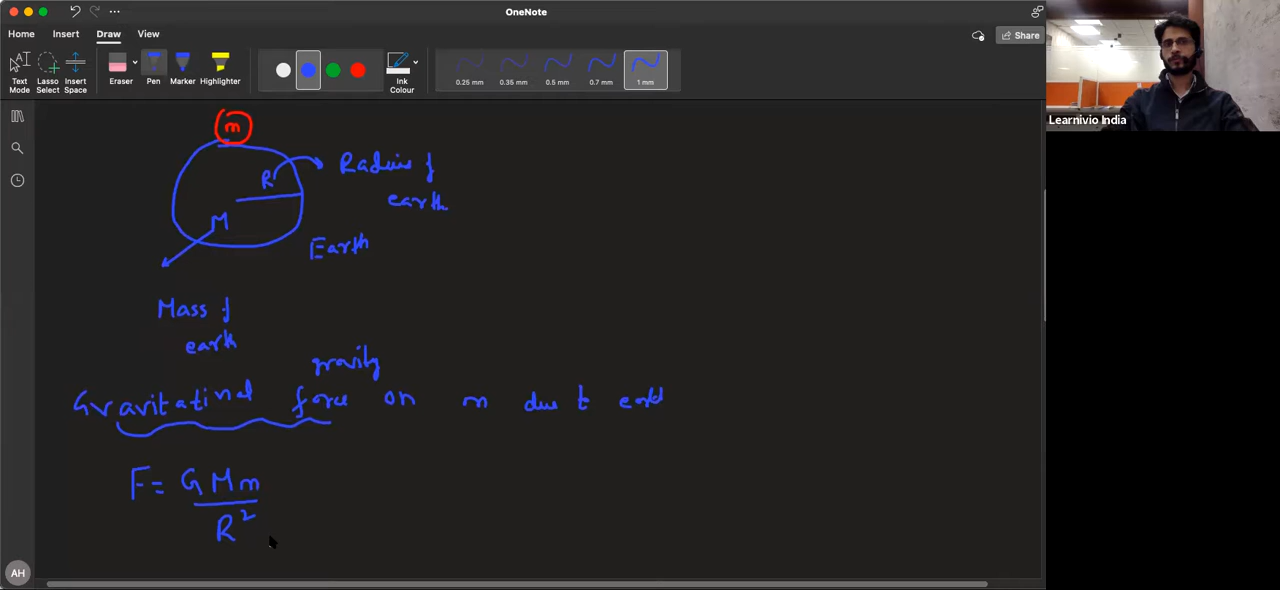 OneNote
Home Insert Draw View
Share
Text Mode
Lasso Select
Insert Space
Eraser
Pen
Marker
Highlighter
Ink Colour
0.25 mm
0.35 mm
0.5 mm
0.7 mm
1 mm
Learnivio India
m
R
Radius of
earth
M
Earth
Mass of
earth
gravity
Gravitatinal force on m due to earth
F = GMm
R²
AH